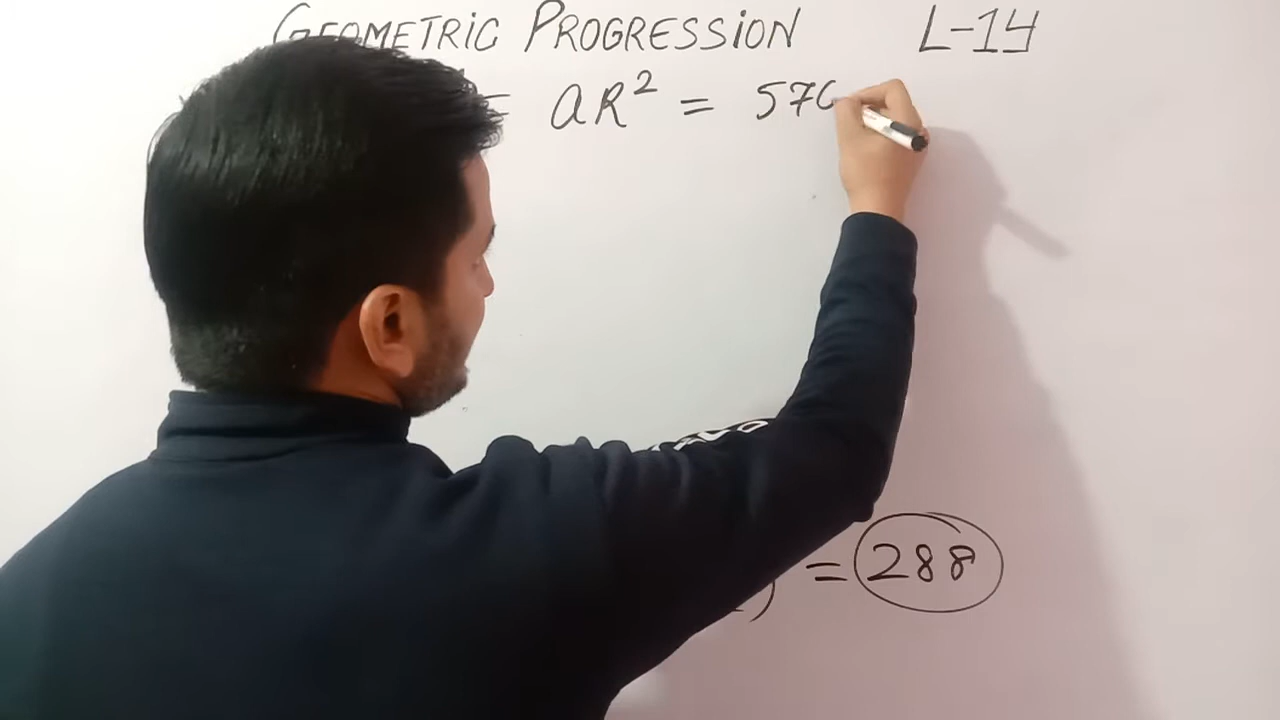 GEOMETRIC PROGRESSION L-14
= aR² = 57
= 288